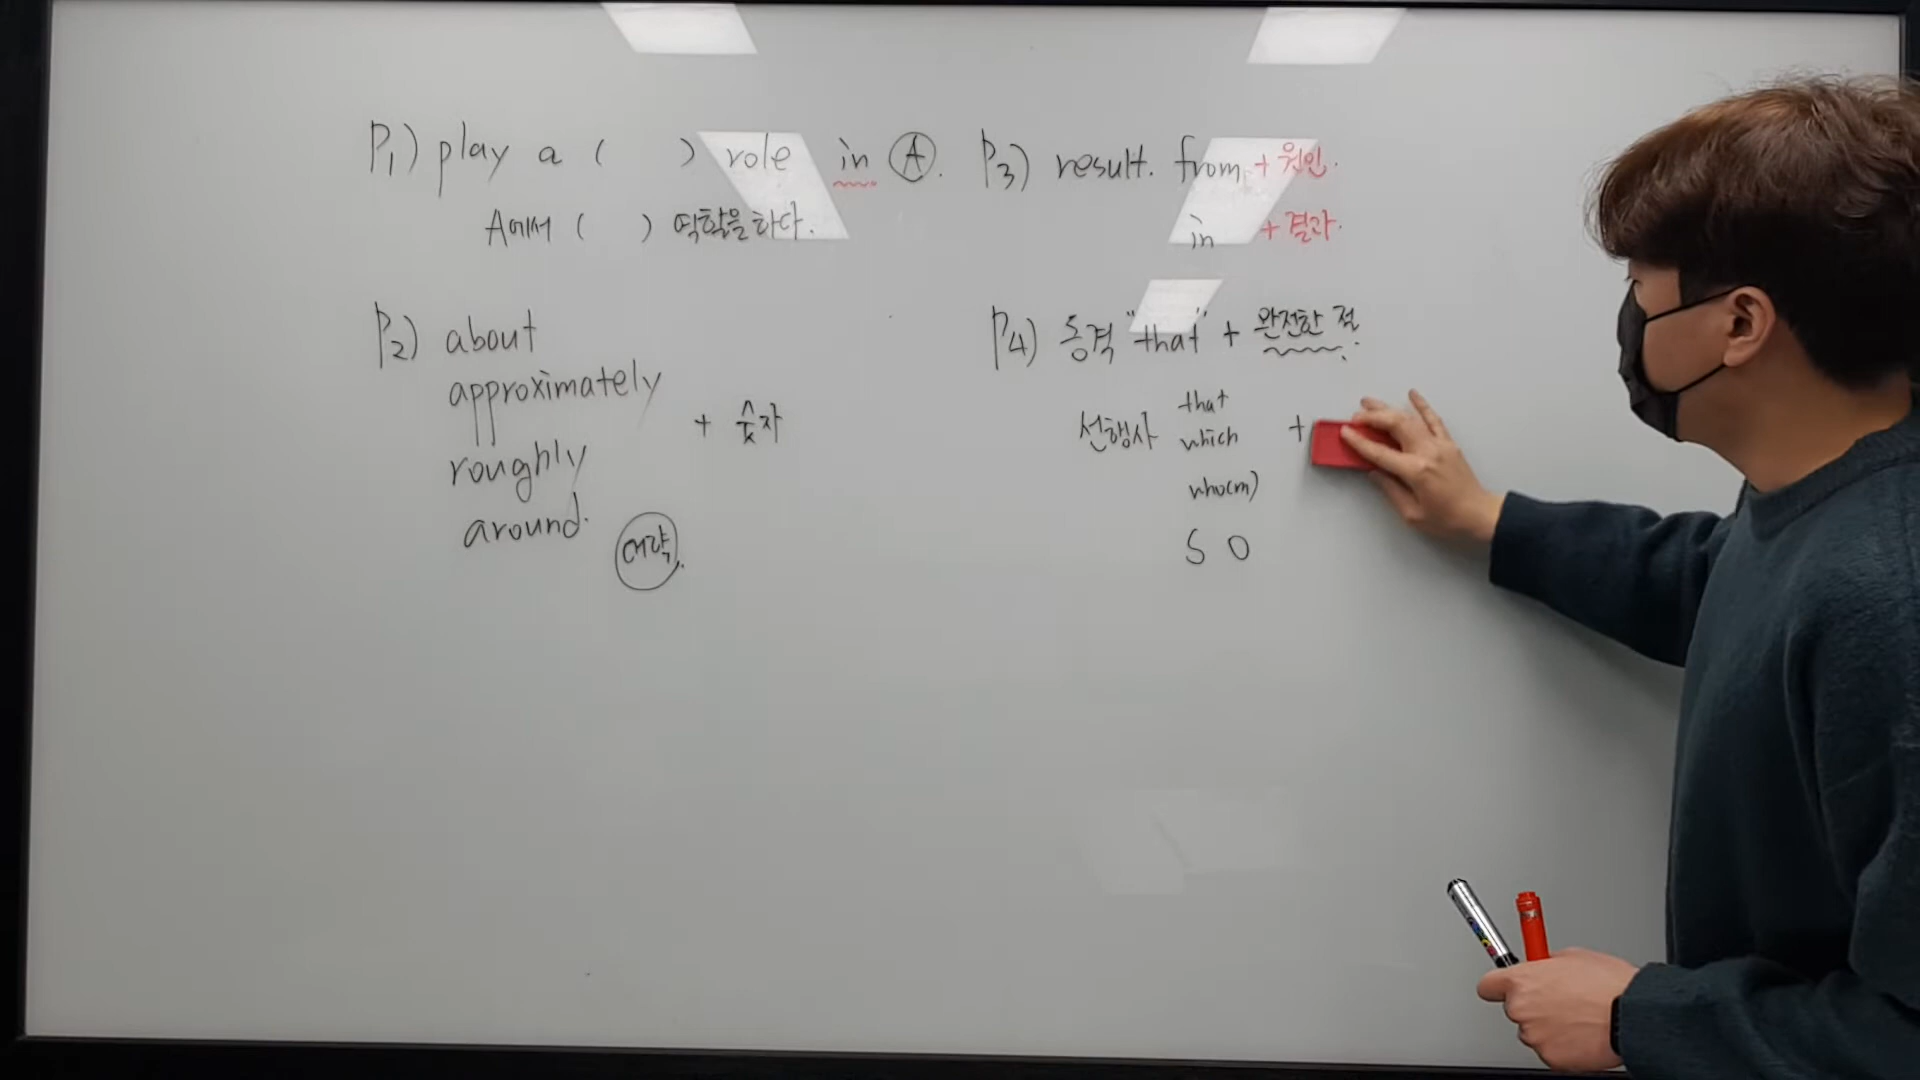 P1) play a (    ) role in Ⓐ.
A에서 (    ) 역할을 하다.
P2) about
approximately
roughly
around.
+ 숫자
대략.
P3) result. from + 원인.
in + 결과.
P4) 동격 "that" + 완전한 절.
선행사 that +
which
who(m)
S O